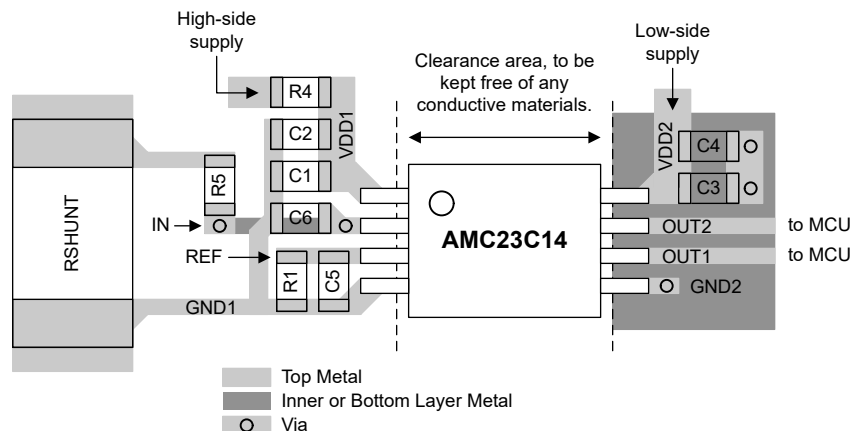 High-side
supply
Low-side
supply
Clearance area, to be
kept free of any
conductive materials.
R4
C2
C1
C6
VDD1
VDD2
C4
C3
R5
RSHUNT
IN
REF
R1
C5
GND1
AMC23C14
OUT2
to MCU
OUT1
to MCU
GND2
Top Metal
Inner or Bottom Layer Metal
Via